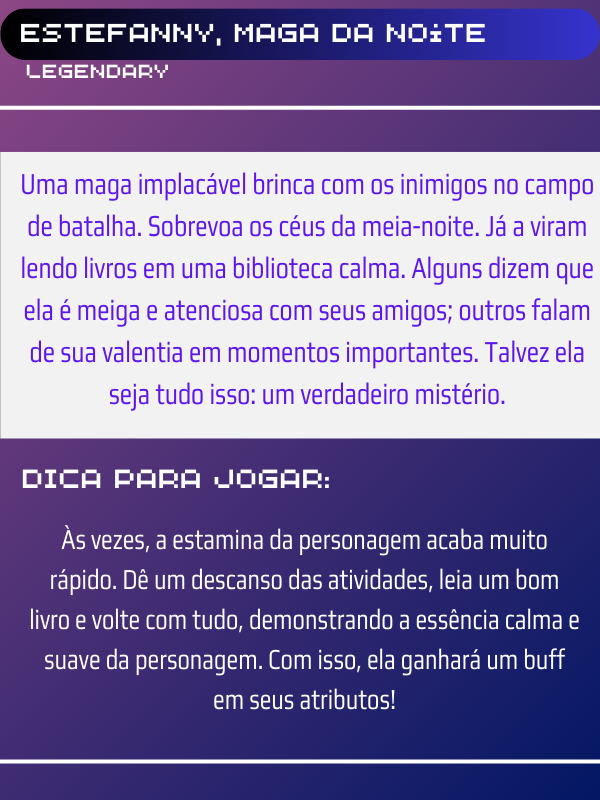 ESTEFANNY, MAGA DA NOiTE
LEGENDARY
Uma maga implacável brinca com os inimigos no campo
de batalha. Sobrevoa os céus da meia-noite. Já a viram
lendo livros em uma biblioteca calma. Alguns dizem que
ela é meiga e atenciosa com seus amigos; outros falam
de sua valentia em momentos importantes. Talvez ela
seja tudo isso: um verdadeiro mistério.
DICA PARA JOGAR:
Às vezes, a estamina da personagem acaba muito
rápido. Dê um descanso das atividades, leia um bom
livro e volte com tudo, demonstrando a essência calma e
suave da personagem. Com isso, ela ganhará um buff
em seus atributos!